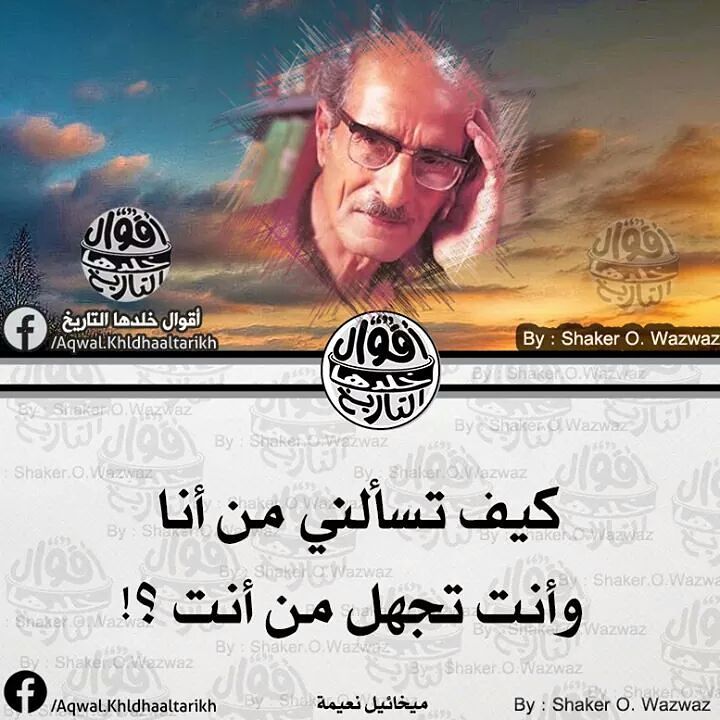 أقوال
خلدها
التاريخ
أقوال خلدها التاريخ
/Aqwal.Khldhaaltarikh
By : Shaker O. Wazwaz
أقوال
خلدها
التاريخ
كيف تسألني من أنا
وأنت تجهل من أنت ؟!
/Aqwal.Khldhaaltarikh
ميخائيل نعيمة
By : Shaker O. Wazwaz